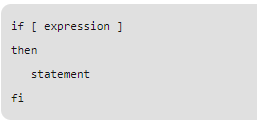 if [ expression ]
then
   statement
fi